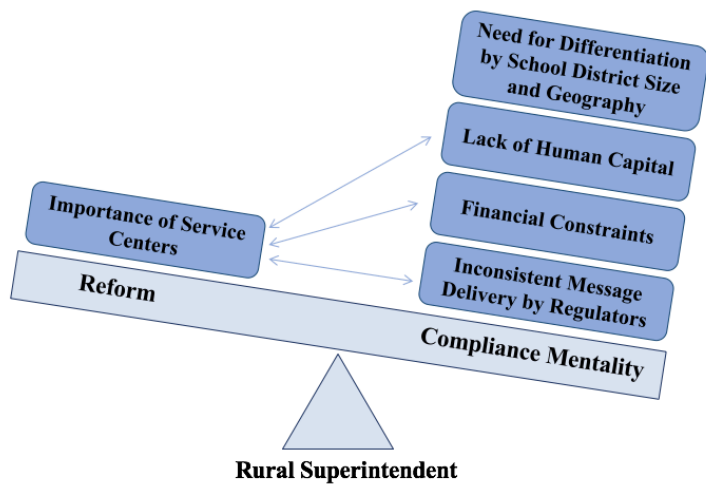 Need for Differentiation
by School District Size
and Geography
Lack of Human Capital
Importance of Service
Centers
Financial Constraints
Inconsistent Message
Delivery by Regulators
Reform
Compliance Mentality
Rural Superintendent